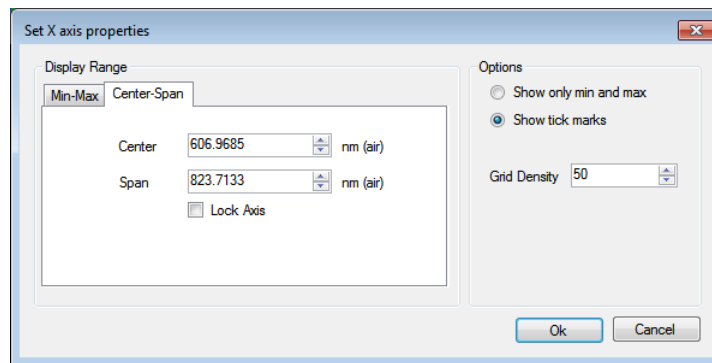 Set X axis properties
Display Range
Min-Max Center-Span
Center 606.9685 nm (air)
Span 823.7133 nm (air)
Lock Axis
Options
Show only min and max
Show tick marks
Grid Density 50
Ok Cancel